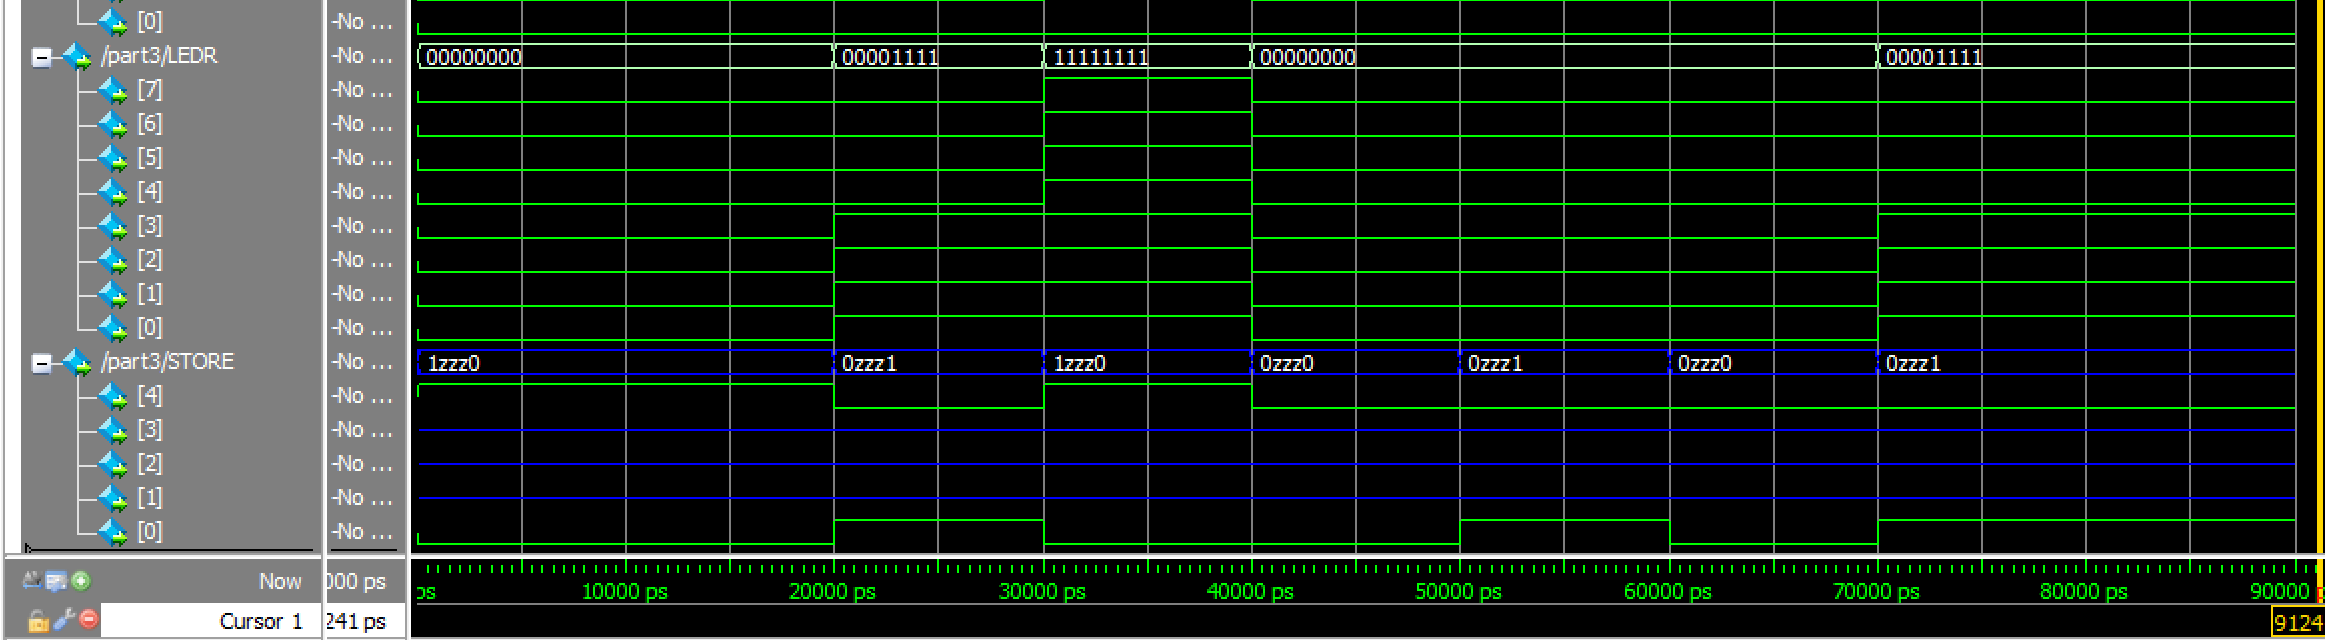 [0] -No ...
/part3/LEDR -No ... 00000000 00001111 11111111 00000000 00001111
[7] -No ...
[6] -No ...
[5] -No ...
[4] -No ...
[3] -No ...
[2] -No ...
[1] -No ...
[0] -No ...
/part3/STORE -No ... 1zzz0 0zzz1 1zzz0 0zzz0 0zzz1 0zzz0 0zzz1
[4] -No ...
[3] -No ...
[2] -No ...
[1] -No ...
[0] -No ...
Now 000 ps ps 10000 ps 20000 ps 30000 ps 40000 ps 50000 ps 60000 ps 70000 ps 80000 ps 90000
Cursor 1 241 ps 9124